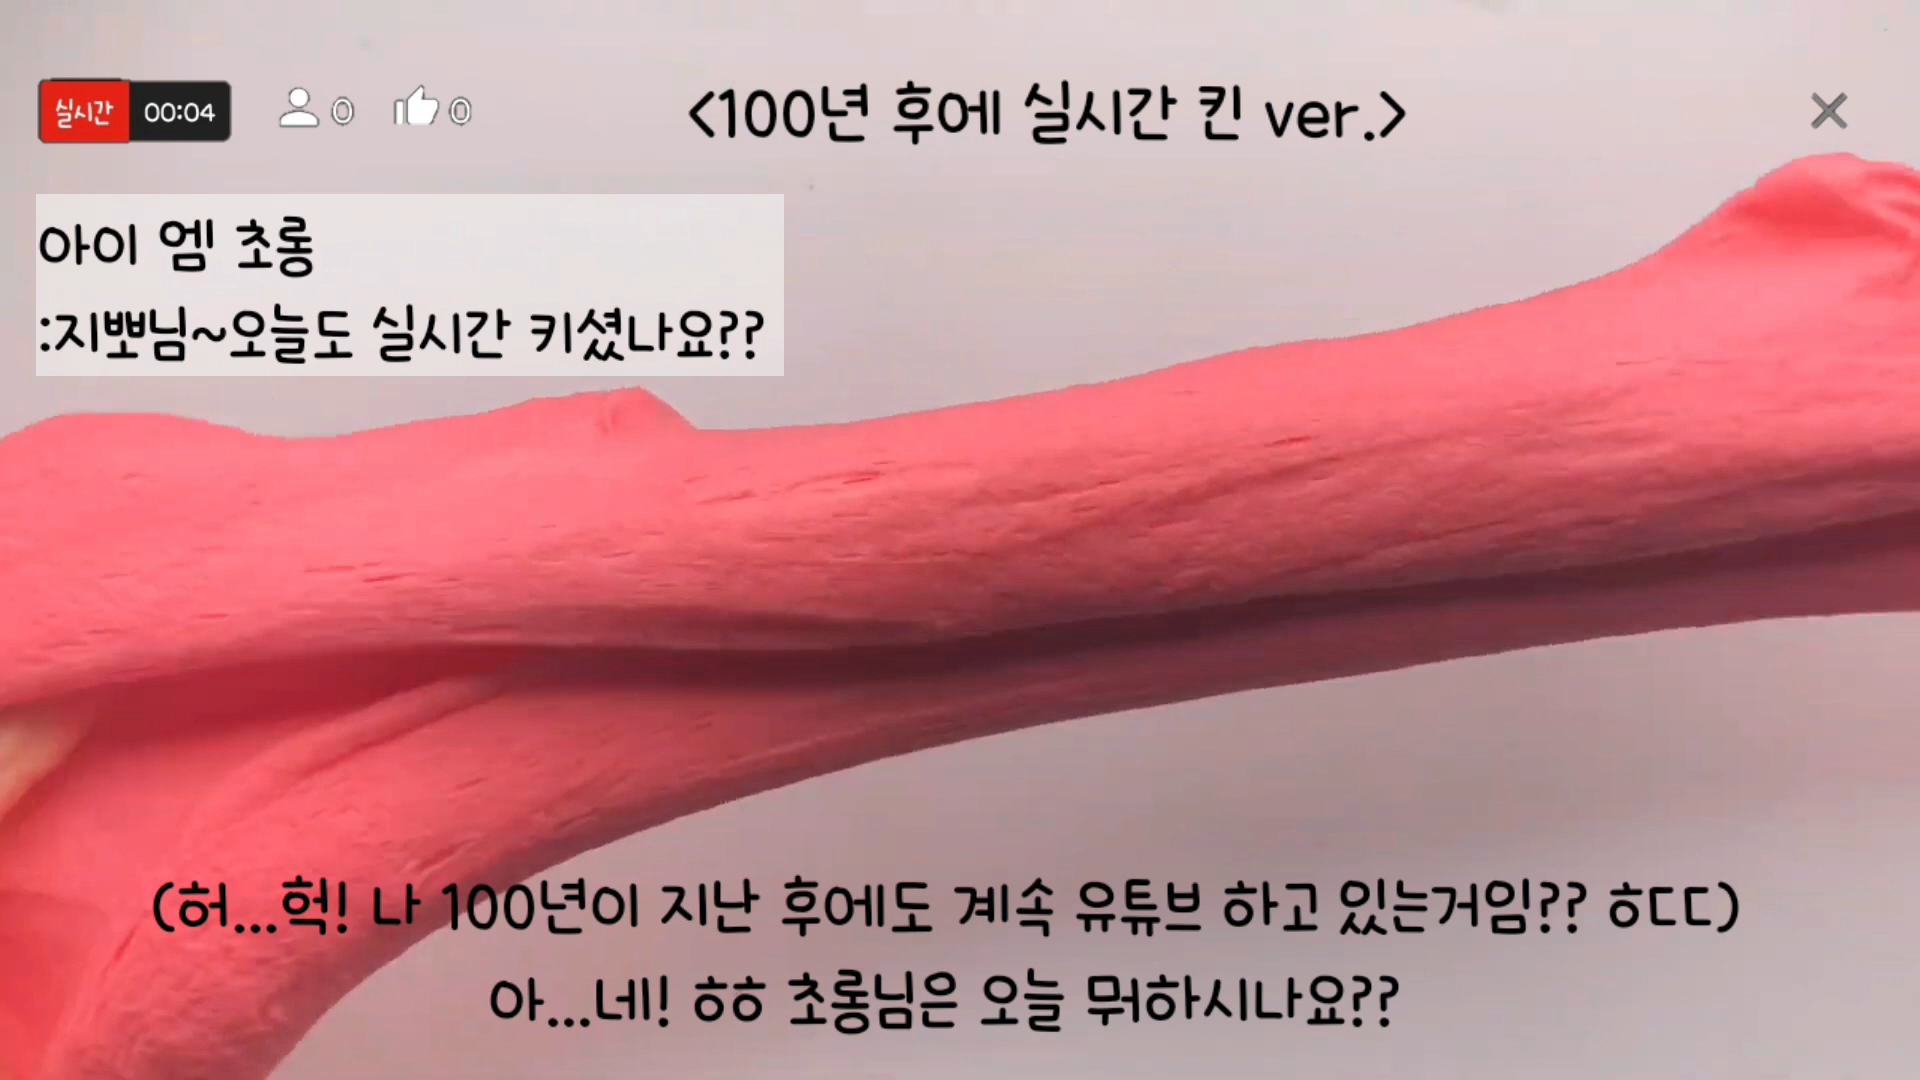 실시간 00:04 0 0
<100년 후에 실시간 킨 ver.>
아이 엠 초롱
:지뽀님~오늘도 실시간 키셨나요??
(허...헉! 나 100년이 지난 후에도 계속 유튜브 하고 있는거임?? ㅎㄷㄷ)
아...네! ㅎㅎ 초롱님은 오늘 뭐하시나요??